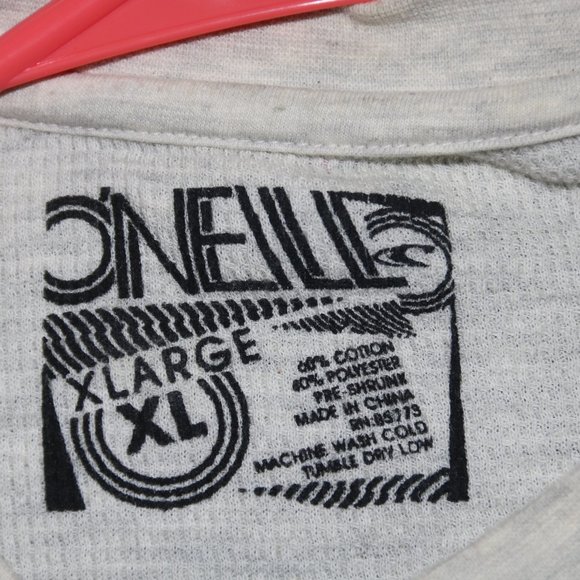 O'NEILL
XLARGE
XL
60% COTTON
40% POLYESTER
PRE-SHRUNK
MADE IN CHINA
RN:85773
MACHINE WASH COLD
TUMBLE DRY LOW